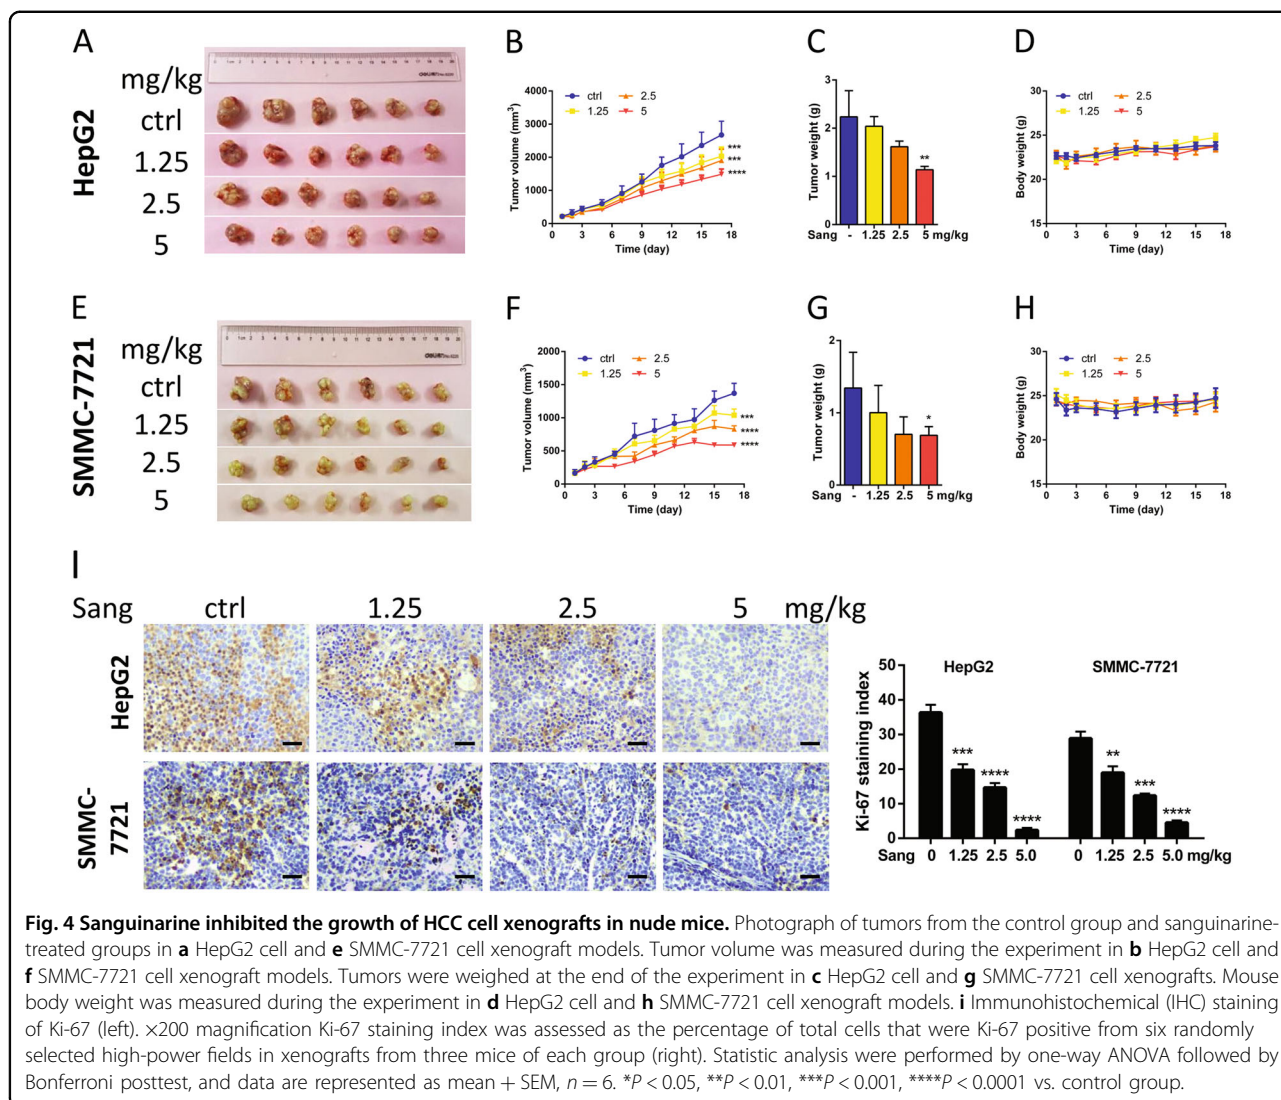 A
mg/kg
HepG2
ctrl
1.25
2.5
5
B
Tumor volume (mm³)
4000
3000
2000
1000
0
ctrl
1.25
2.5
5
***
***
****
0 3 6 9 12 15 18
Time (day)
C
Tumor weight (g)
3
2
1
0
**
Sang - 1.25 2.5 5 mg/kg
D
Body weight (g)
30
25
20
15
ctrl
1.25
2.5
5
0 3 6 9 12 15 18
Time (day)
E
mg/kg
SMMC-7721
ctrl
1.25
2.5
5
F
Tumor volume (mm³)
2000
1500
1000
500
0
ctrl
1.25
2.5
5
***
****
****
0 3 6 9 12 15 18
Time (day)
G
Tumor weight (g)
2
1
0
*
Sang - 1.25 2.5 5 mg/kg
H
Body weight (g)
30
25
20
15
ctrl
1.25
2.5
5
0 3 6 9 12 15 18
Time (day)
I
Sang ctrl 1.25 2.5 5 mg/kg
HepG2
SMMC-
7721
Ki-67 staining index
50
40
30
20
10
0
HepG2 SMMC-7721
*** **** **** ** *** ****
Sang 0 1.25 2.5 5.0 0 1.25 2.5 5.0 mg/kg
Fig. 4 Sanguinarine inhibited the growth of HCC cell xenografts in nude mice. Photograph of tumors from the control group and sanguinarine-
treated groups in a HepG2 cell and e SMMC-7721 cell xenograft models. Tumor volume was measured during the experiment in b HepG2 cell and
f SMMC-7721 cell xenograft models. Tumors were weighed at the end of the experiment in c HepG2 cell and g SMMC-7721 cell xenografts. Mouse
body weight was measured during the experiment in d HepG2 cell and h SMMC-7721 cell xenograft models. i Immunohistochemical (IHC) staining
of Ki-67 (left). ×200 magnification Ki-67 staining index was assessed as the percentage of total cells that were Ki-67 positive from six randomly
selected high-power fields in xenografts from three mice of each group (right). Statistic analysis were performed by one-way ANOVA followed by
Bonferroni posttest, and data are represented as mean + SEM, n = 6. *P < 0.05, **P < 0.01, ***P < 0.001, ****P < 0.0001 vs. control group.